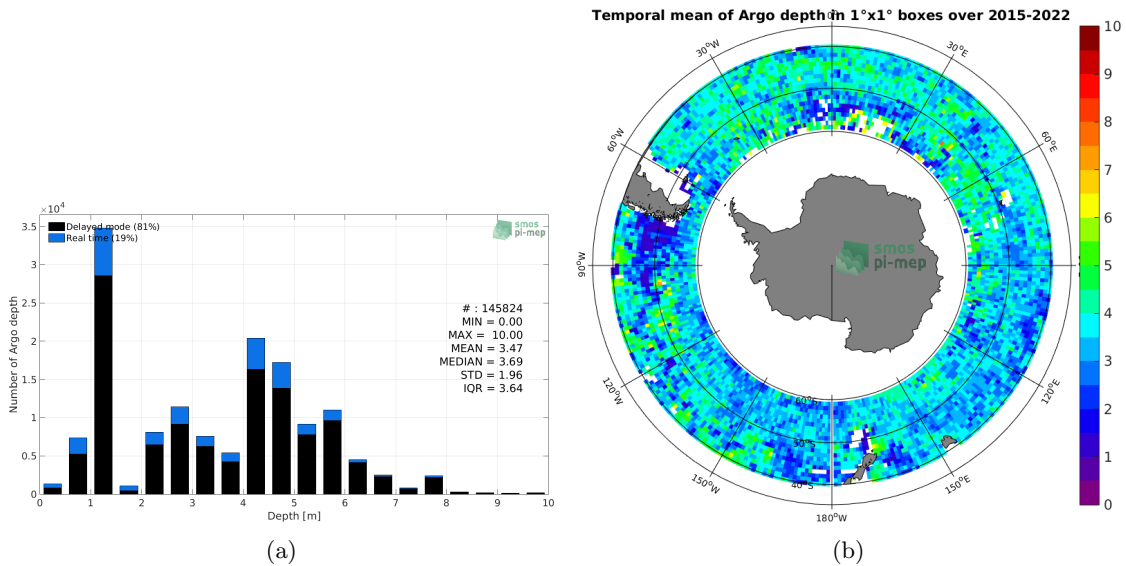 ×10⁴
Delayed mode (81%)
Real time (19%)
smos
pi-mep
3.5
3
2.5
2
1.5
1
0.5
0
Number of Argo depth
# : 145824
MIN = 0.00
MAX = 10.00
MEAN = 3.47
MEDIAN = 3.69
STD = 1.96
IQR = 3.64
0 1 2 3 4 5 6 7 8 9 10
Depth [m]
(a)
Temporal mean of Argo depth in 1°x1° boxes over 2015-2022
0°
30°W
30°E
60°W
60°E
90°W
120°W
120°E
150°W
150°E
180°W
60°S
50°S
40°S
smos
pi-mep
10
9
8
7
6
5
4
3
2
1
0
(b)